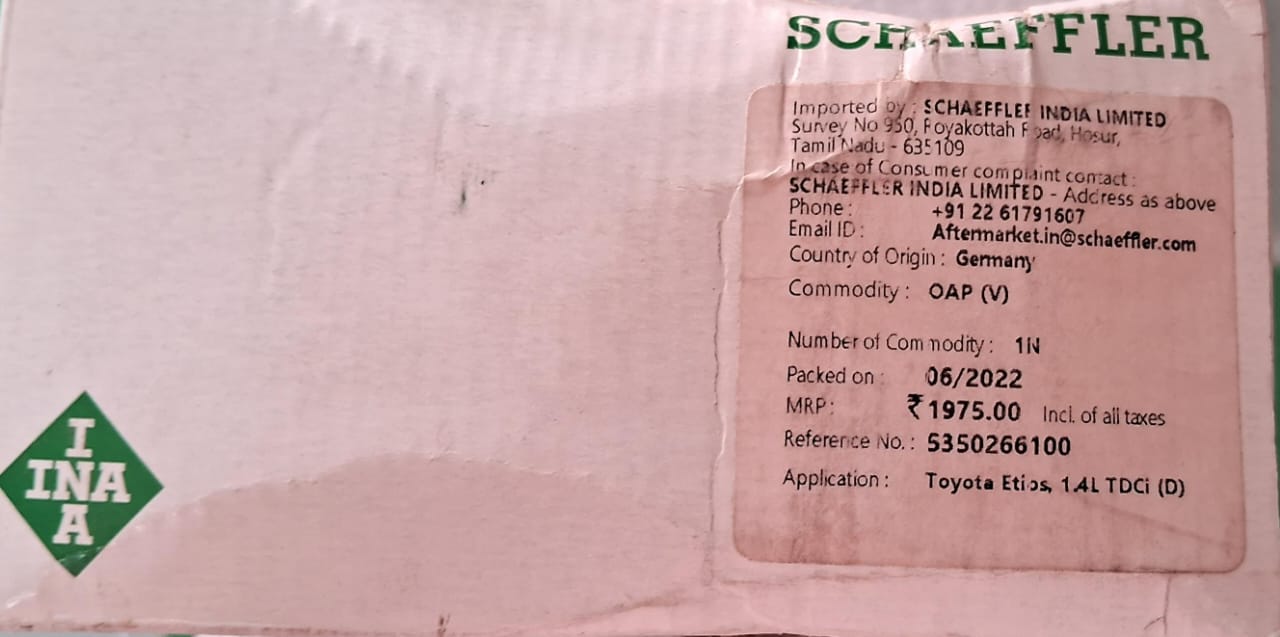 SCHAEFFLER
Imported by : SCHAEFFLER INDIA LIMITED
Survey No 950, Royakottah Road, Hosur,
Tamil Nadu - 635109
In case of Consumer complaint contact :
SCHAEFFLER INDIA LIMITED - Address as above
Phone : +91 22 61791607
Email ID : Aftermarket.in@schaeffler.com
Country of Origin : Germany
Commodity : OAP (V)
Number of Commodity : 1N
Packed on : 06/2022
MRP : ₹ 1975.00 Incl. of all taxes
Reference No. : 5350266100
Application : Toyota Etios, 1.4L TDCi (D)
I
INA
A